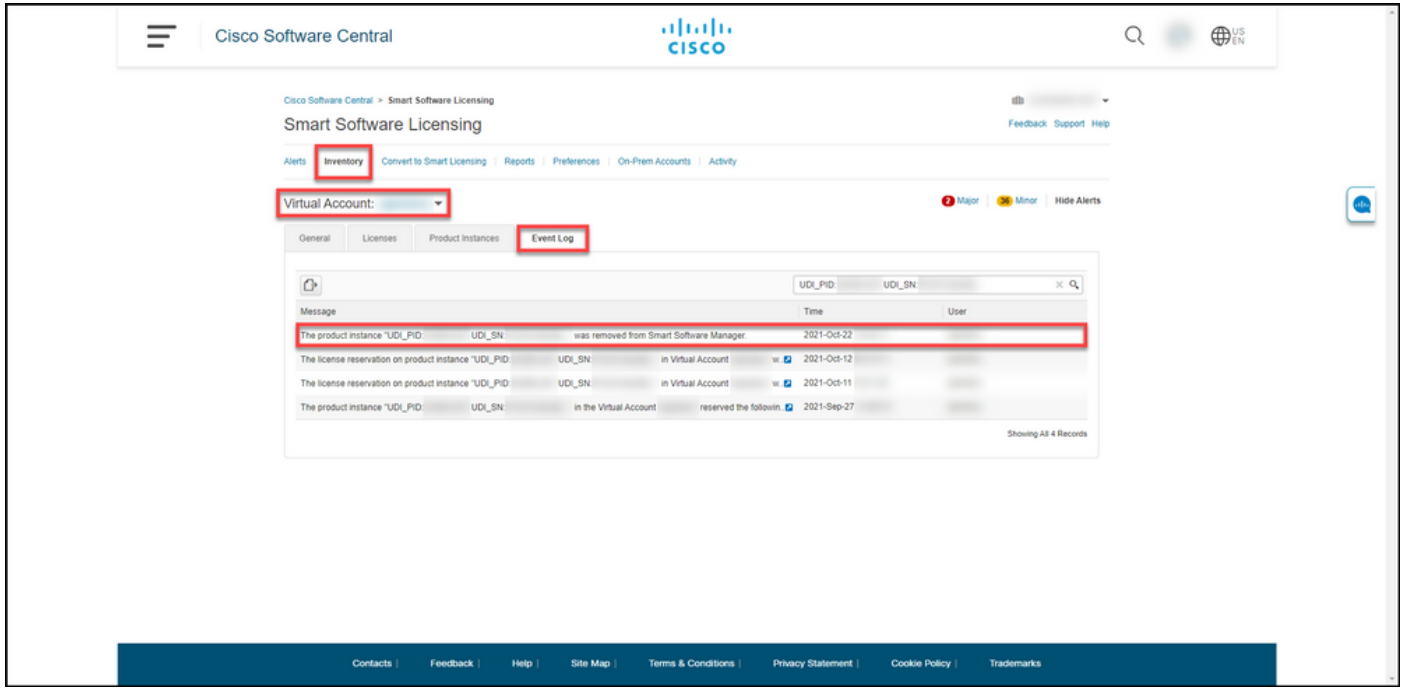 Cisco Software Central
CISCO
US
EN
Cisco Software Central > Smart Software Licensing
Smart Software Licensing
Feedback Support Help
Alerts | Inventory | Convert to Smart Licensing | Reports | Preferences | On-Prem Accounts | Activity
Virtual Account:
2 Major | 36 Minor | Hide Alerts
General Licenses Product Instances Event Log
UDI_PID: UDI_SN:
Message Time User
The product instance "UDI_PID: UDI_SN: was removed from Smart Software Manager. 2021-Oct-22
The license reservation on product instance "UDI_PID: UDI_SN: in Virtual Account w.. 2021-Oct-12
The license reservation on product instance "UDI_PID: UDI_SN: in Virtual Account w.. 2021-Oct-11
The product instance "UDI_PID: UDI_SN: in the Virtual Account reserved the followin.. 2021-Sep-27
Showing All 4 Records
Contacts | Feedback | Help | Site Map | Terms & Conditions | Privacy Statement | Cookie Policy | Trademarks